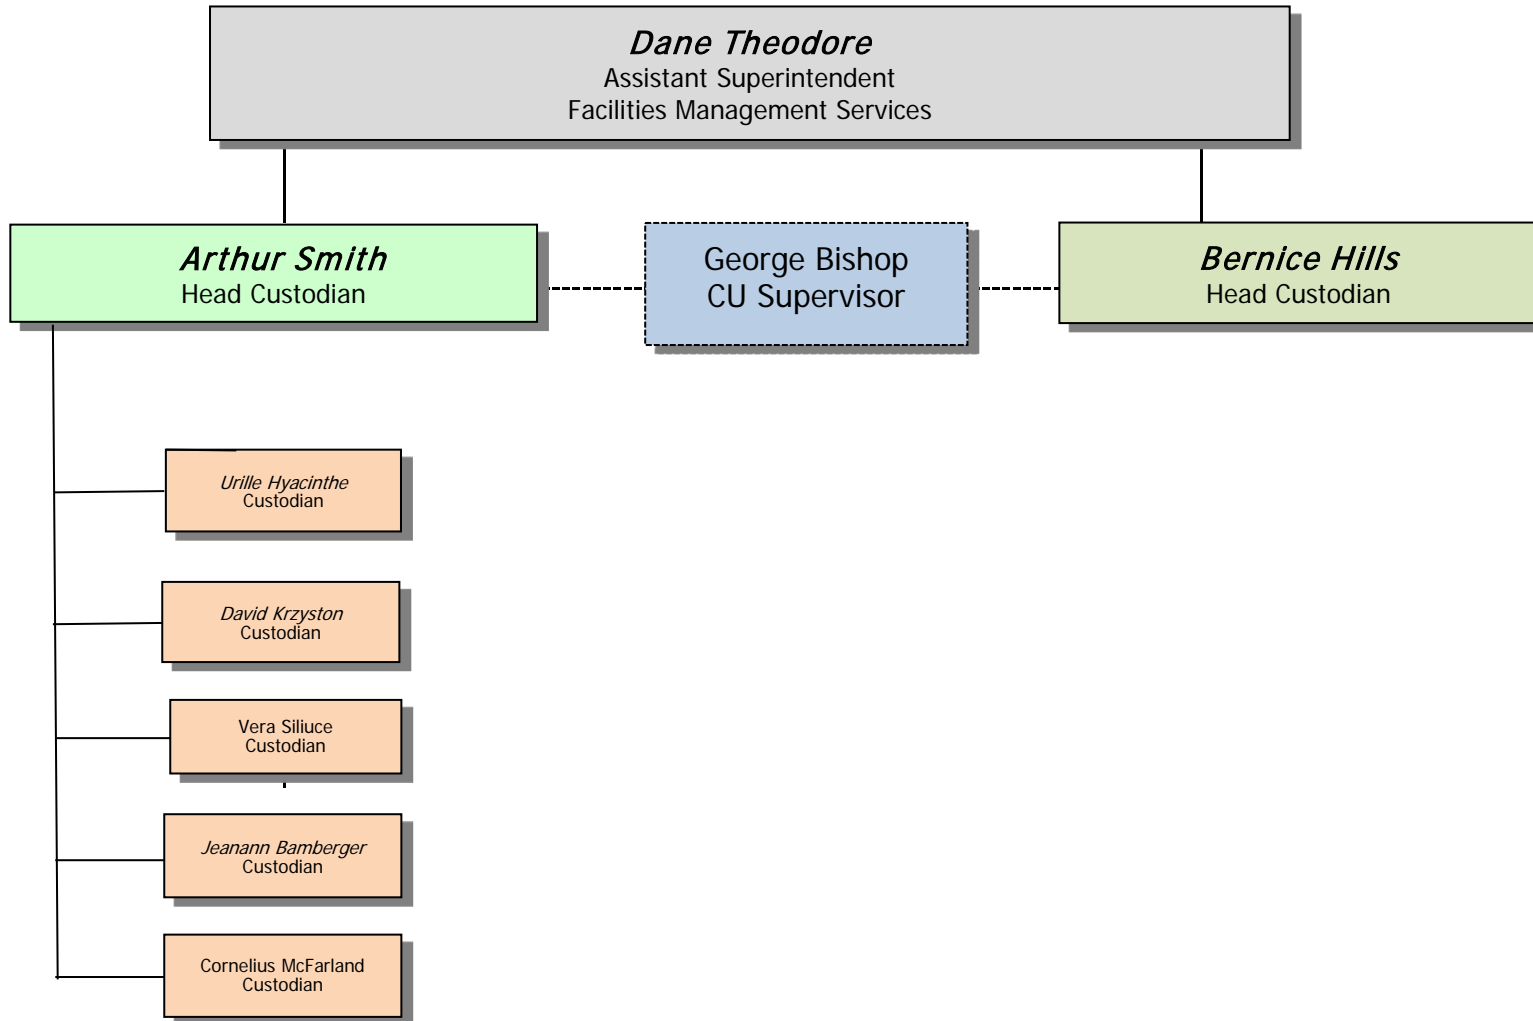 Dane Theodore
Assistant Superintendent
Facilities Management Services
Arthur Smith
Head Custodian
George Bishop
CU Supervisor
Bernice Hills
Head Custodian
Urille Hyacinthe
Custodian
David Krzyston
Custodian
Vera Siliuce
Custodian
Jeanann Bamberger
Custodian
Cornelius McFarland
Custodian